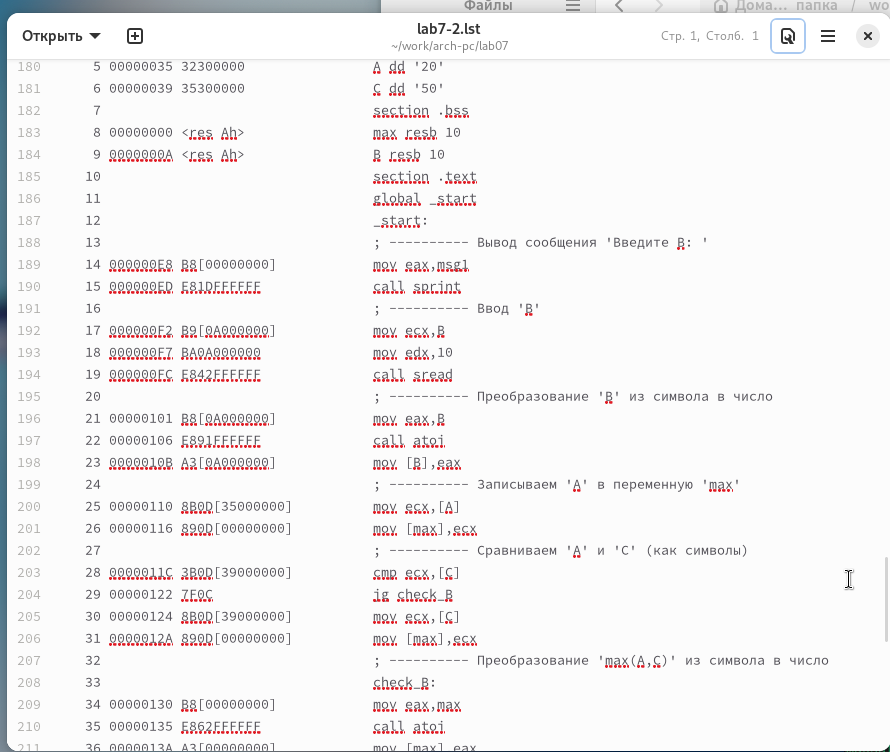 Файлы
Дома... папка / wo
Открыть
lab7-2.lst
~/work/arch-pc/lab07
Стр. 1, Столб. 1
180 5 00000035 32300000 A dd '20'
181 6 00000039 35300000 C dd '50'
182 7 section .bss
183 8 00000000 <res Ah> max resb 10
184 9 0000000A <res Ah> B resb 10
185 10 section .text
186 11 global _start
187 12 _start:
188 13 ; ---------- Вывод сообщения 'Введите B: '
189 14 000000E8 B8[00000000] mov eax,msg1
190 15 000000ED E81DFFFFFF call sprint
191 16 ; ---------- Ввод 'B'
192 17 000000F2 B9[0A000000] mov ecx,B
193 18 000000F7 BA0A000000 mov edx,10
194 19 000000FC E842FFFFFF call sread
195 20 ; ---------- Преобразование 'B' из символа в число
196 21 00000101 B8[0A000000] mov eax,B
197 22 00000106 E891FFFFFF call atoi
198 23 0000010B A3[0A000000] mov [B],eax
199 24 ; ---------- Записываем 'A' в переменную 'max'
200 25 00000110 8B0D[35000000] mov ecx,[A]
201 26 00000116 890D[00000000] mov [max],ecx
202 27 ; ---------- Сравниваем 'A' и 'C' (как символы)
203 28 0000011C 3B0D[39000000] cmp ecx,[C]
204 29 00000122 7F0C jg check_B
205 30 00000124 8B0D[39000000] mov ecx,[C]
206 31 0000012A 890D[00000000] mov [max],ecx
207 32 ; ---------- Преобразование 'max(A,C)' из символа в число
208 33 check_B:
209 34 00000130 B8[00000000] mov eax,max
210 35 00000135 E862FFFFFF call atoi
211 36 0000013A A3[00000000] mov [max],eax